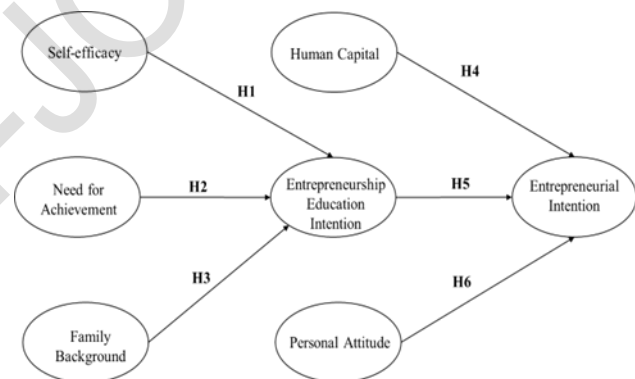 Self-efficacy
Human Capital
H1
H4
Need for
Achievement
H2
Entrepreneurship
Education
Intention
H5
Entrepreneurial
Intention
H3
H6
Family
Background
Personal Attitude